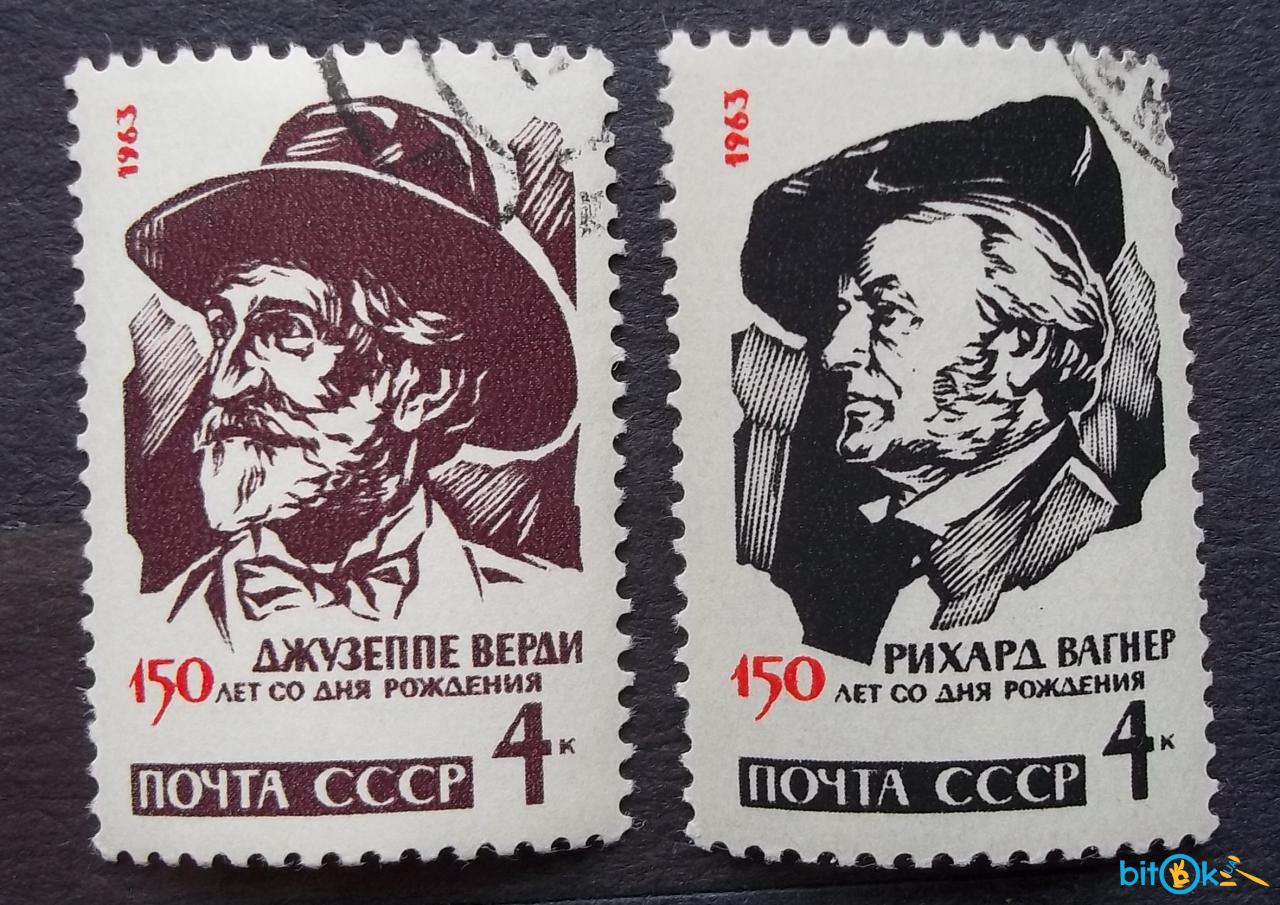 1963
ДЖУЗЕППЕ ВЕРДИ
150 ЛЕТ СО ДНЯ РОЖДЕНИЯ
4 к
ПОЧТА СССР
1963
РИХАРД ВАГНЕР
150 ЛЕТ СО ДНЯ РОЖДЕНИЯ
4 к
ПОЧТА СССР
bitOk UA